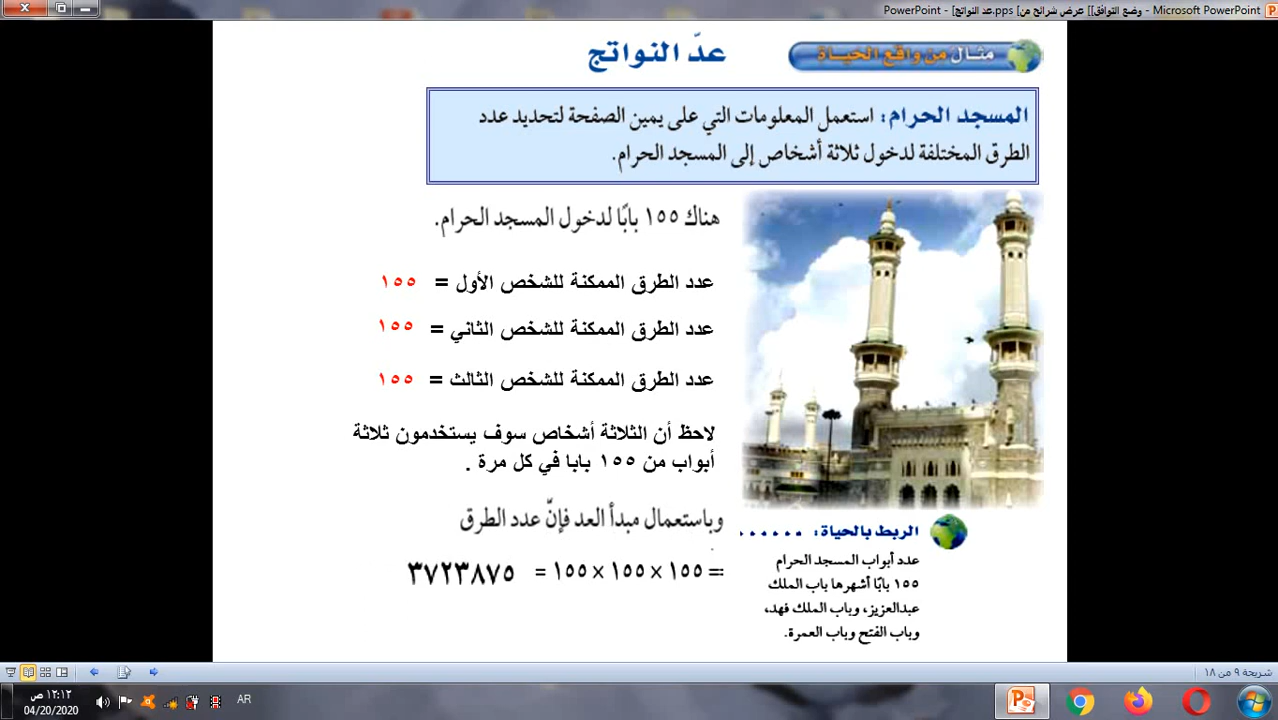 وضع التوافق]] عرض شرائح من] pps.عد النواتج] - PowerPoint - Microsoft PowerPoint
مثال من واقع الحياة
عدّ النواتج
المسجد الحرام: استعمل المعلومات التي على يمين الصفحة لتحديد عدد
الطرق المختلفة لدخول ثلاثة أشخاص إلى المسجد الحرام.
هناك ١٥٥ بابًا لدخول المسجد الحرام.
عدد الطرق الممكنة للشخص الأول = ١٥٥
عدد الطرق الممكنة للشخص الثاني = ١٥٥
عدد الطرق الممكنة للشخص الثالث = ١٥٥
لاحظ أن الثلاثة أشخاص سوف يستخدمون ثلاثة
أبواب من ١٥٥ بابا في كل مرة .
وباستعمال مبدأ العد فإنّ عدد الطرق
= ١٥٥ × ١٥٥ × ١٥٥ = ٣٧٢٣٨٧٥
الربط بالحياة:
عدد أبواب المسجد الحرام
١٥٥ بابًا أشهرها باب الملك
عبدالعزيز، وباب الملك فهد،
وباب الفتح وباب العمرة.
شريحة ٩ من ١٨
AR
١٢:١٢ ص
04/20/2020